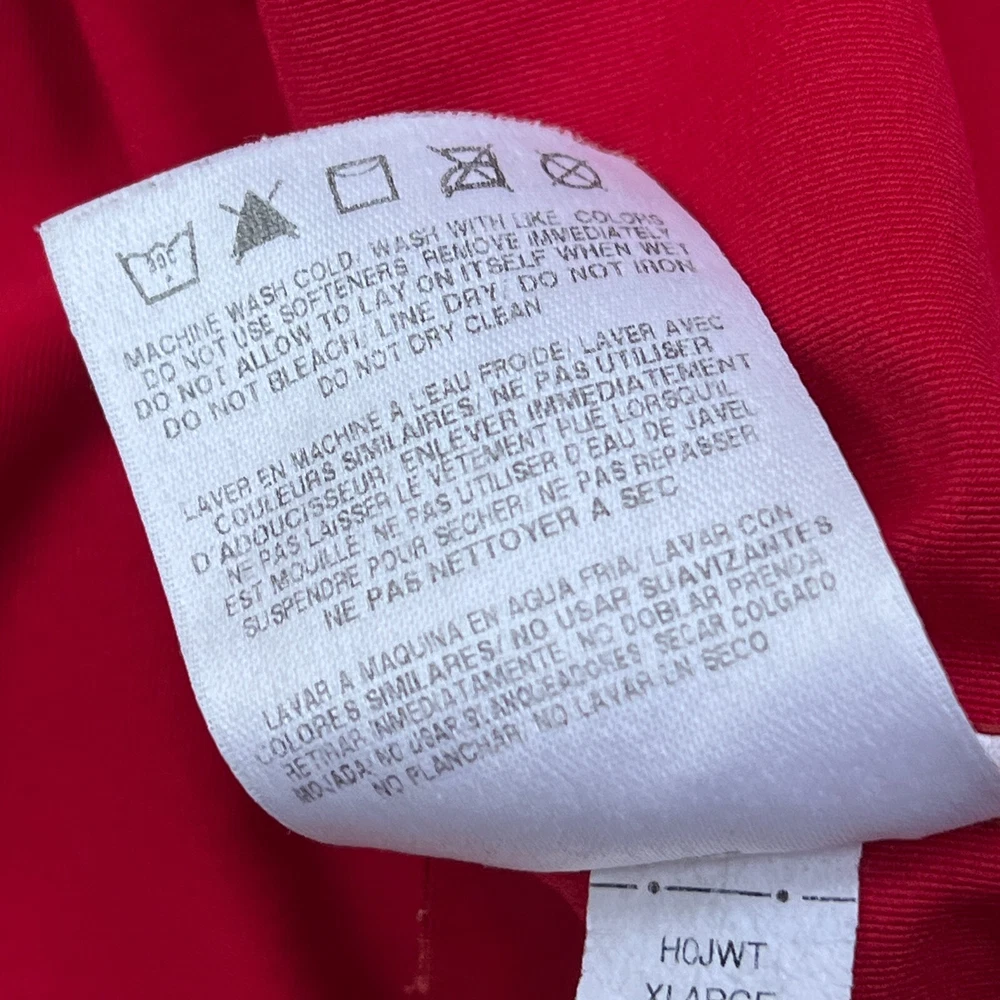 MACHINE WASH COLD, WASH WITH LIKE COLORS
DO NOT USE SOFTENERS REMOVE IMMEDIATELY
DO NOT ALLOW TO LAY ON ITSELF WHEN WET
DO NOT BLEACH/ LINE DRY/ DO NOT IRON
DO NOT DRY CLEAN
LAVER EN MACHINE A L'EAU FROIDE, LAVER AVEC
COULEURS SIMILAIRES/ NE PAS UTILISER
D'ADOUCISSEUR/ ENLEVER IMMEDIATEMENT
NE PAS LAISSER LE VETEMENT PLIE LORSQU'IL
EST MOUILLE NE PAS UTILISER D'EAU DE JAVEL
SUSPENDRE POUR SECHER/ NE PAS REPASSER
NE PAS NETTOYER A SEC
LAVAR A MAQUINA EN AGUA FRIA/ LAVAR CON
COLORES SIMILARES/ NO USAR SUAVIZANTES
RETIRAR INMEDIATAMENTE, NO DOBLAR PRENDA
MOJADA/ NO USAR BLANQUEADORES SECAR COLGADO
NO PLANCHAR/ NO LAVAR EN SECO
HOJWT
XLARGE